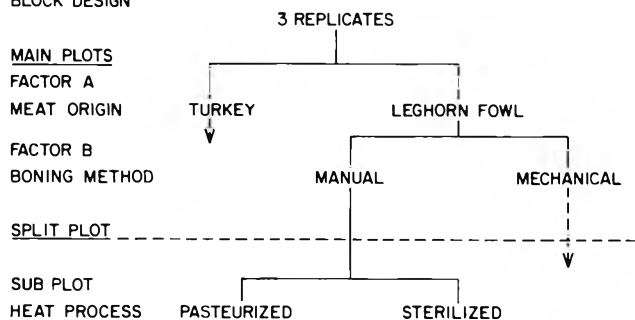 BLOCK DESIGN
3 REPLICATES
MAIN PLOTS
FACTOR A
MEAT ORIGIN TURKEY LEGHORN FOWL
FACTOR B
BONING METHOD MANUAL MECHANICAL
SPLIT PLOT
SUB PLOT
HEAT PROCESS PASTEURIZED STERILIZED